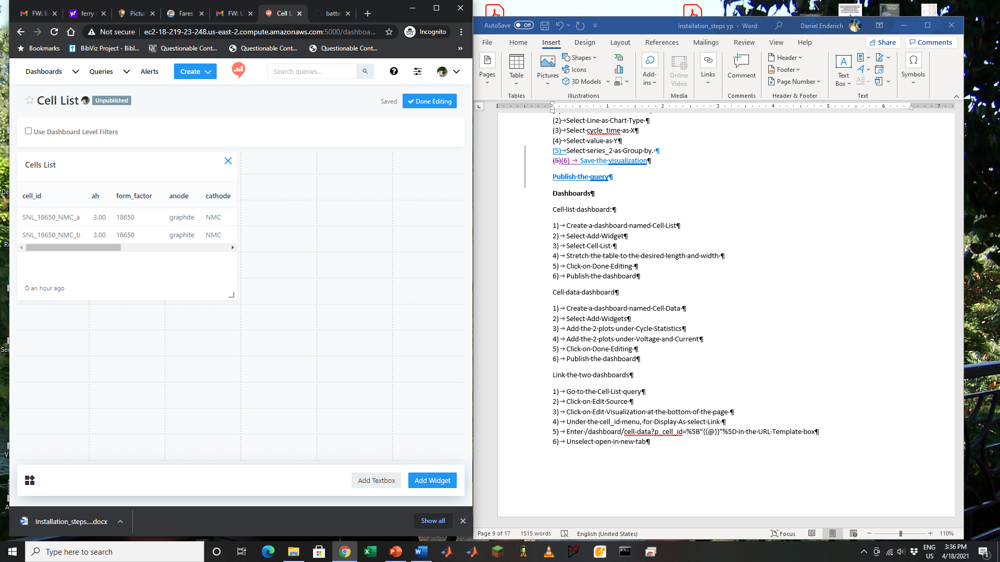 FW: B
ferry t
Pictur
Fares
FW: U
Cell Li
batte
Not secure
ec2-18-219-23-248.us-east-2.compute.amazonaws.com:5000/dashboa...
Incognito
Bookmarks
BibViz Project - Bibl...
Questionable Cont...
Questionable Cont...
Questionable Cont...
Dashboards
Queries
Alerts
Create
Search queries...
Cell List
Unpublished
Saved
Done Editing
Use Dashboard Level Filters
Cells List
cell_id ah form_factor anode cathode
SNL_18650_NMC_a 3.00 18650 graphite NMC
SNL_18650_NMC_b 3.00 18650 graphite NMC
an hour ago
Add Textbox
Add Widget
Installation_steps....docx
Show all
AutoSave Off
Installation_steps yp - Word
Daniel Enderich
File Home Insert Design Layout References Mailings Review View Help
Share
Comments
Pages
Table
Tables
Pictures
Shapes
Icons
3D Models
Illustrations
Add-
ins
Online
Video
Media
Links
Comment
Comments
Header
Footer
Page Number
Header & Footer
Text
Box
Text
Symbols
1 1 2 3 4 5 6 7
(2)→Select·Line·as·Chart·Type·¶
(3)→Select·cycle_time·as·X¶
(4)→Select·value·as·Y¶
(5)→Select·series_2·as·Group·by.·¶
(5)(6) → Save·the·visualization¶
Publish·the·query¶
Dashboards¶
Cell·list·dashboard:¶
1)→Create·a·dashboard·named·Cell·List¶
2)→Select·Add·Widget¶
3)→Select·Cell·List·¶
4)→Stretch·the·table·to·the·desired·length·and·width·¶
5)→Click·on·Done·Editing·¶
6)→Publish·the·dashboard¶
Cell·data·dashboard¶
1)→Create·a·dashboard·named·Cell·Data·¶
2)→Select·Add·Widgets¶
3)→Add·the·2·plots·under·Cycle·Statistics¶
4)→Add·the·2·plots·under·Voltage·and·Current¶
5)→Click·on·Done·Editing·¶
6)→Publish·the·dashboard¶
Link·the·two·dashboards¶
1)→Go·to·the·Cell·List·query¶
2)→Click·on·Edit·Source·¶
3)→Click·on·Edit·Visualization·at·the·bottom·of·the·page·¶
4)→Under·the·cell_id·menu,·for·Display·As·select·Link·¶
5)→Enter·/dashboard/cell-data?p_cell_id=%5B"{{@}}"%5D·in·the·URL·Template·box¶
6)→Unselect·open·in·new·tab¶
Page 9 of 17
1515 words
English (United States)
Focus
110%
Type here to search
ENG
US
3:36 PM
4/18/2021
1